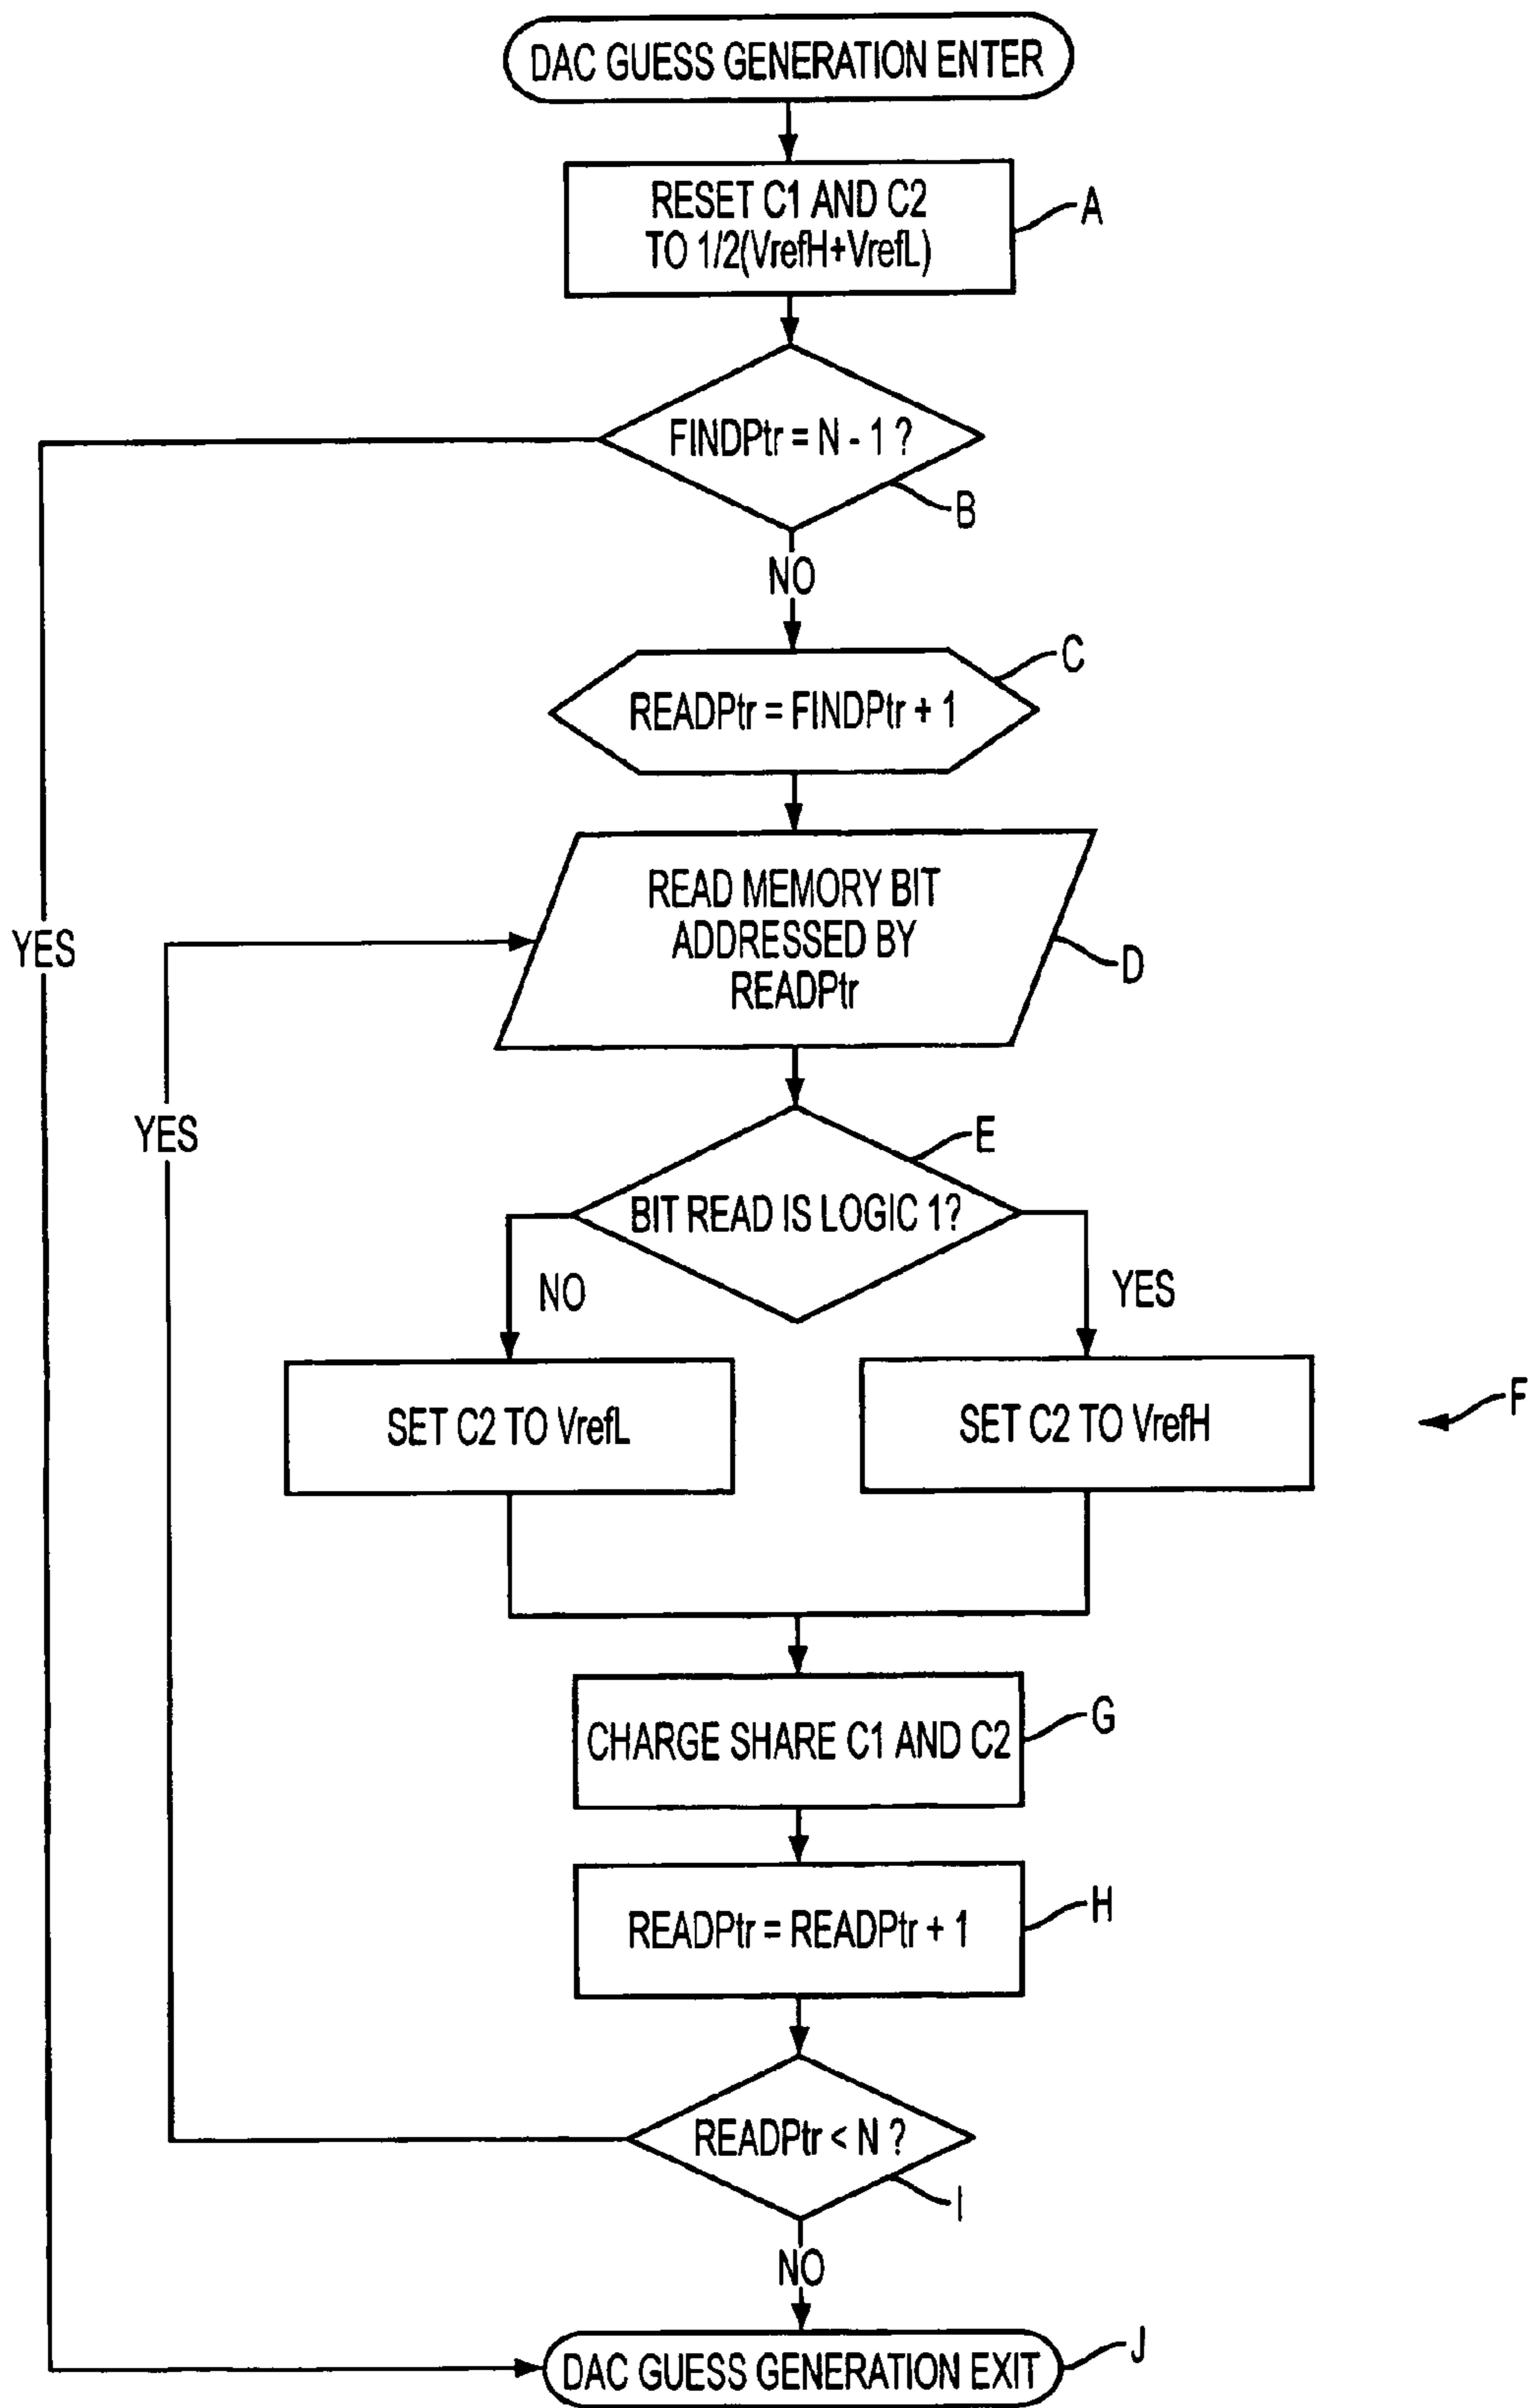 DAC GUESS GENERATION ENTER
RESET C1 AND C2
TO 1/2(VrefH+VrefL)
A
FINDPtr = N - 1 ?
B
NO
C
READPtr = FINDPtr + 1
READ MEMORY BIT
ADDRESSED BY
READPtr
D
YES
YES
E
BIT READ IS LOGIC 1?
NO
YES
SET C2 TO VrefL
SET C2 TO VrefH
F
CHARGE SHARE C1 AND C2
G
READPtr = READPtr + 1
H
READPtr < N ?
I
NO
DAC GUESS GENERATION EXIT
J